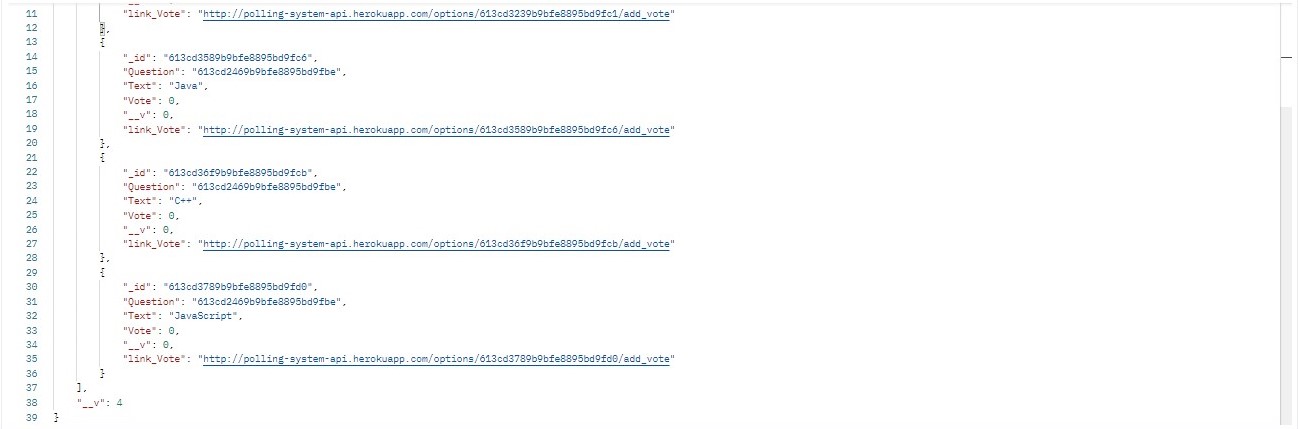 11 "link_Vote": "http://polling-system-api.herokuapp.com/options/613cd3239b9bfe8895bd9fc1/add_vote"
12 },
13 {
14 "_id": "613cd3589b9bfe8895bd9fc6",
15 "Question": "613cd2469b9bfe8895bd9fbe",
16 "Text": "Java",
17 "Vote": 0,
18 "__v": 0,
19 "link_Vote": "http://polling-system-api.herokuapp.com/options/613cd3589b9bfe8895bd9fc6/add_vote"
20 },
21 {
22 "_id": "613cd36f9b9bfe8895bd9fcb",
23 "Question": "613cd2469b9bfe8895bd9fbe",
24 "Text": "C++",
25 "Vote": 0,
26 "__v": 0,
27 "link_Vote": "http://polling-system-api.herokuapp.com/options/613cd36f9b9bfe8895bd9fcb/add_vote"
28 },
29 {
30 "_id": "613cd3789b9bfe8895bd9fd0",
31 "Question": "613cd2469b9bfe8895bd9fbe",
32 "Text": "JavaScript",
33 "Vote": 0,
34 "__v": 0,
35 "link_Vote": "http://polling-system-api.herokuapp.com/options/613cd3789b9bfe8895bd9fd0/add_vote"
36 }
37 ],
38 "__v": 4
39 }